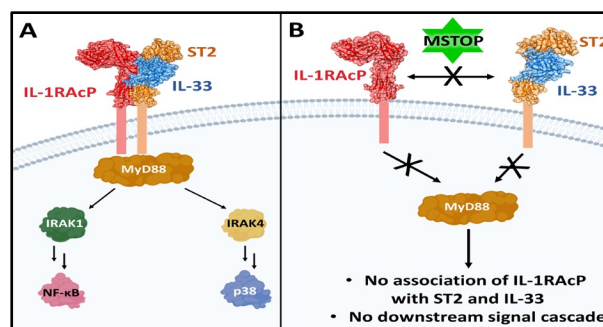 A
ST2
IL-1RAcP
IL-33
MyD88
IRAK1
IRAK4
NF-κB
p38
B
MSTOP
ST2
IL-1RAcP
IL-33
MyD88
• No association of IL-1RAcP
with ST2 and IL-33
• No downstream signal cascade